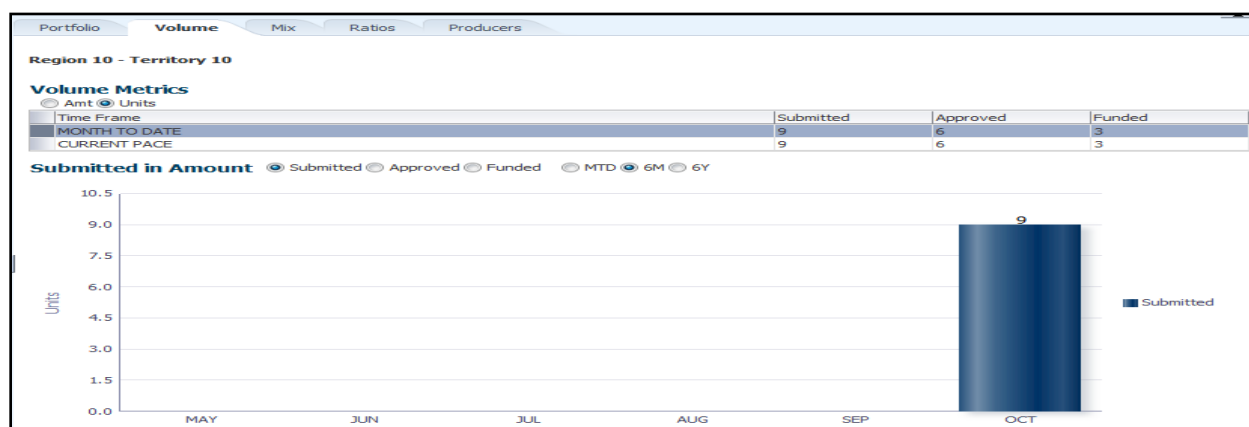 Portfolio Volume Mix Ratios Producers
Region 10 - Territory 10
Volume Metrics
Amt Units
Time Frame Submitted Approved Funded
MONTH TO DATE 9 6 3
CURRENT PACE 9 6 3
Submitted in Amount Submitted Approved Funded MTD 6M 6Y
10.5
9
9.0
7.5
6.0
Units
Submitted
4.5
3.0
1.5
0.0
MAY JUN JUL AUG SEP OCT